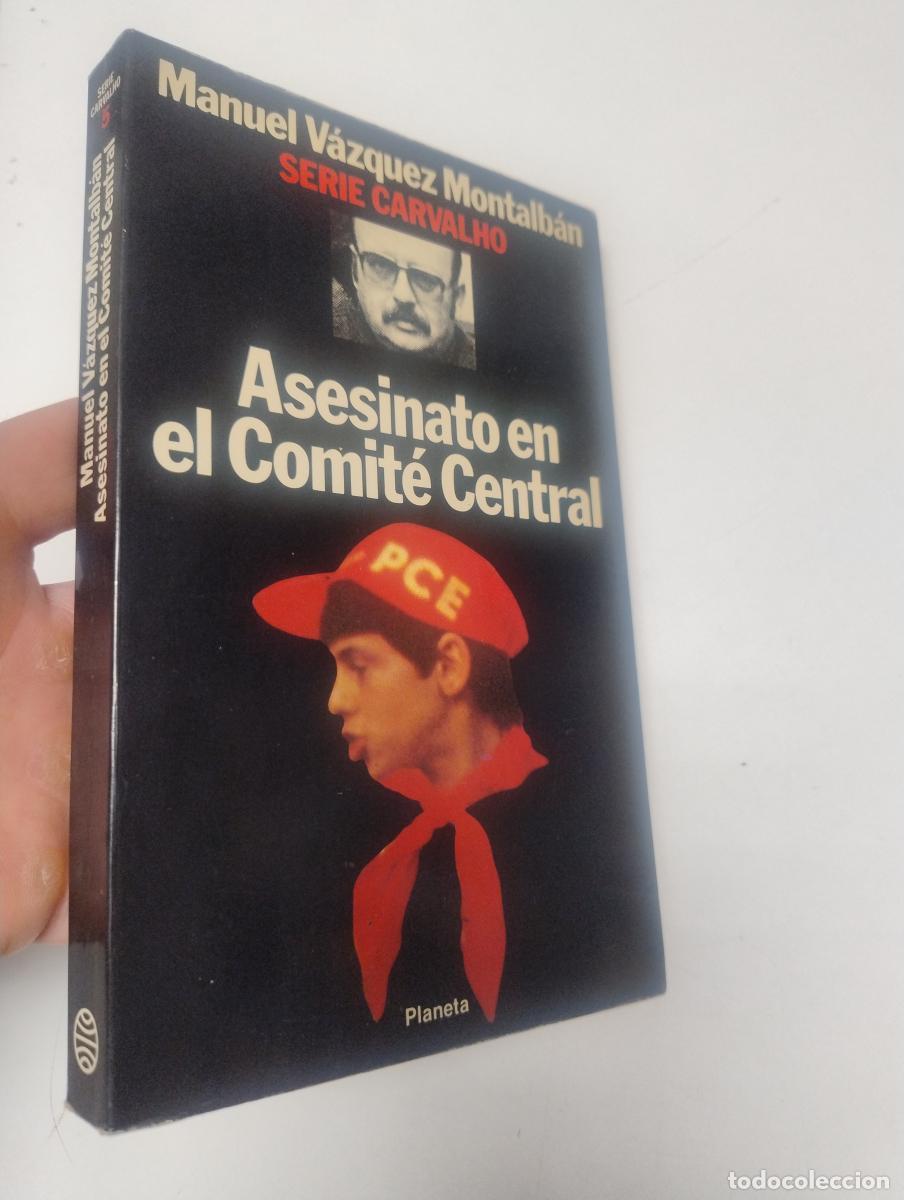 SERIE
CARVALHO
5
Manuel Vázquez Montalbán
Asesinato en el Comité Central
Manuel Vázquez Montalbán
SERIE CARVALHO
Asesinato en
el Comité Central
PCE
Planeta
todocoleccion